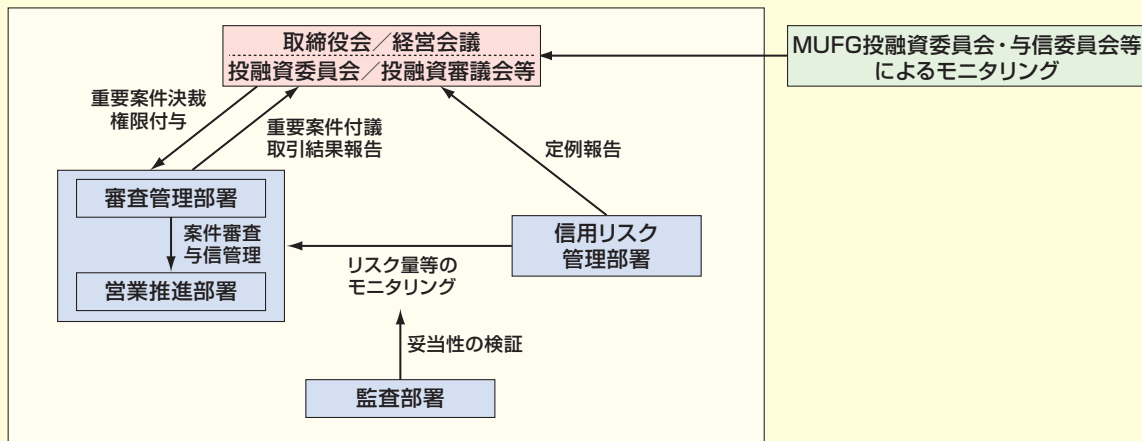 取締役会／経営会議
投融資委員会／投融資審議会等
MUFG投融資委員会・与信委員会等
によるモニタリング
重要案件決裁
権限付与
重要案件付議
取引結果報告
定例報告
審査管理部署
案件審査
与信管理
営業推進部署
信用リスク
管理部署
リスク量等の
モニタリング
妥当性の検証
監査部署